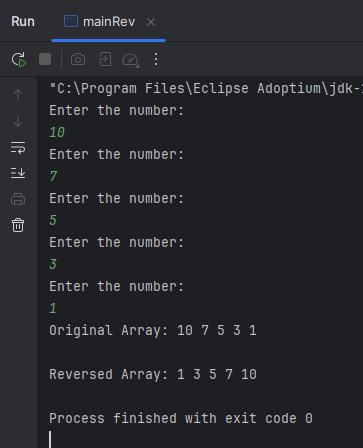 Run mainRev
"C:\Program Files\Eclipse Adoptium\jdk-
Enter the number:
10
Enter the number:
7
Enter the number:
5
Enter the number:
3
Enter the number:
1
Original Array: 10 7 5 3 1
Reversed Array: 1 3 5 7 10
Process finished with exit code 0